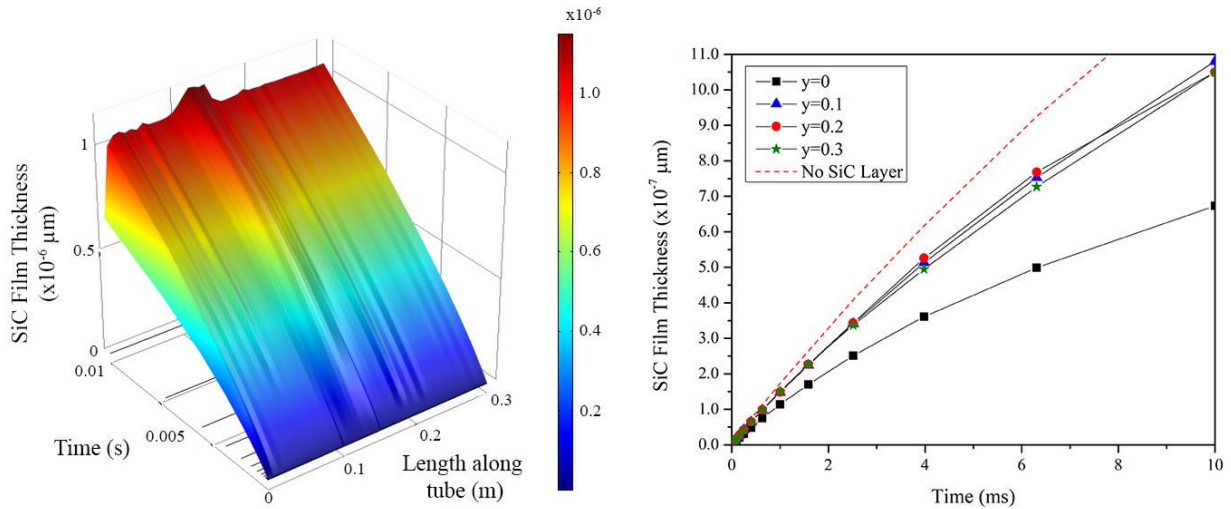 x10-6
1.0
0.8
0.6
0.4
0.2
SiC Film Thickness
(x10-6 μm)
1
0.5
0
0.01
0.005
0
Time (s)
0.1
0.2
0.3
Length along
tube (m)
11.0
10.0
9.0
8.0
7.0
6.0
5.0
4.0
3.0
2.0
1.0
0.0
SiC Film Thickness (x10-7 μm)
y=0
y=0.1
y=0.2
y=0.3
No SiC Layer
0
2
4
6
8
10
Time (ms)